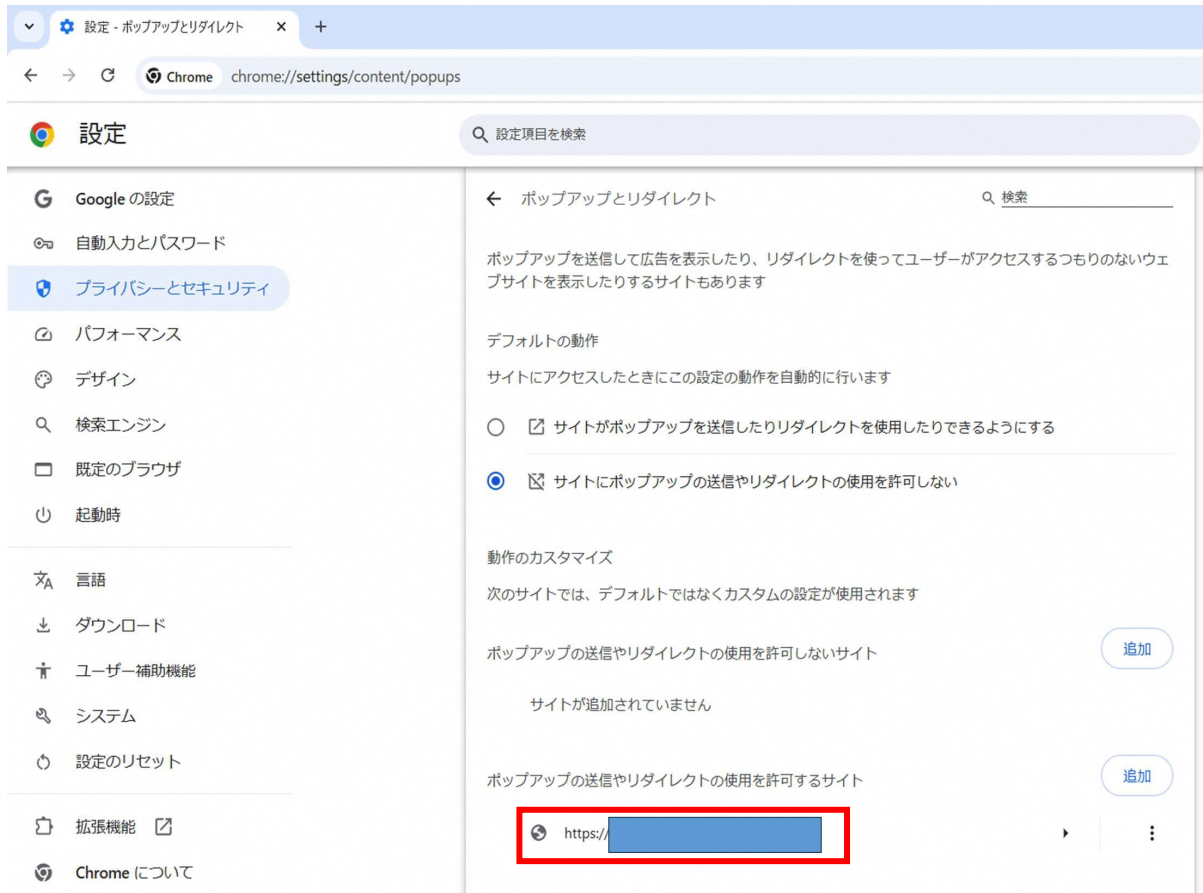 設定 - ポップアップとリダイレクト
Chrome
chrome://settings/content/popups
設定
設定項目を検索
Google の設定
自動入力とパスワード
プライバシーとセキュリティ
パフォーマンス
デザイン
検索エンジン
既定のブラウザ
起動時
言語
ダウンロード
ユーザー補助機能
システム
設定のリセット
拡張機能
Chrome について
ポップアップとリダイレクト
検索
ポップアップを送信して広告を表示したり、リダイレクトを使ってユーザーがアクセスするつもりのないウェ
ブサイトを表示したりするサイトもあります
デフォルトの動作
サイトにアクセスしたときにこの設定の動作を自動的に行います
サイトがポップアップを送信したりリダイレクトを使用したりできるようにする
サイトにポップアップの送信やリダイレクトの使用を許可しない
動作のカスタマイズ
次のサイトでは、デフォルトではなくカスタムの設定が使用されます
ポップアップの送信やリダイレクトの使用を許可しないサイト
追加
サイトが追加されていません
ポップアップの送信やリダイレクトの使用を許可するサイト
追加
https://